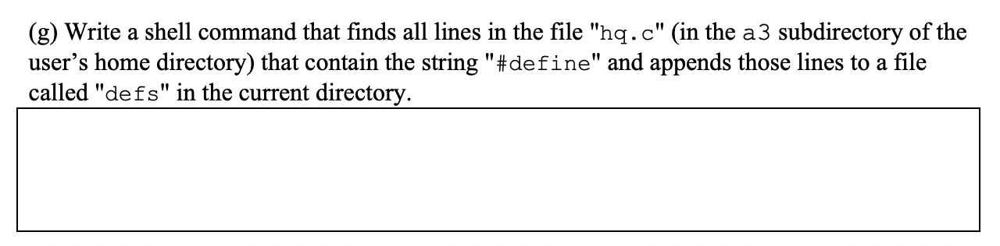 (g) Write a shell command that finds all lines in the file "hq.c" (in the a3 subdirectory of the
user’s home directory) that contain the string "#define" and appends those lines to a file
called "defs" in the current directory.